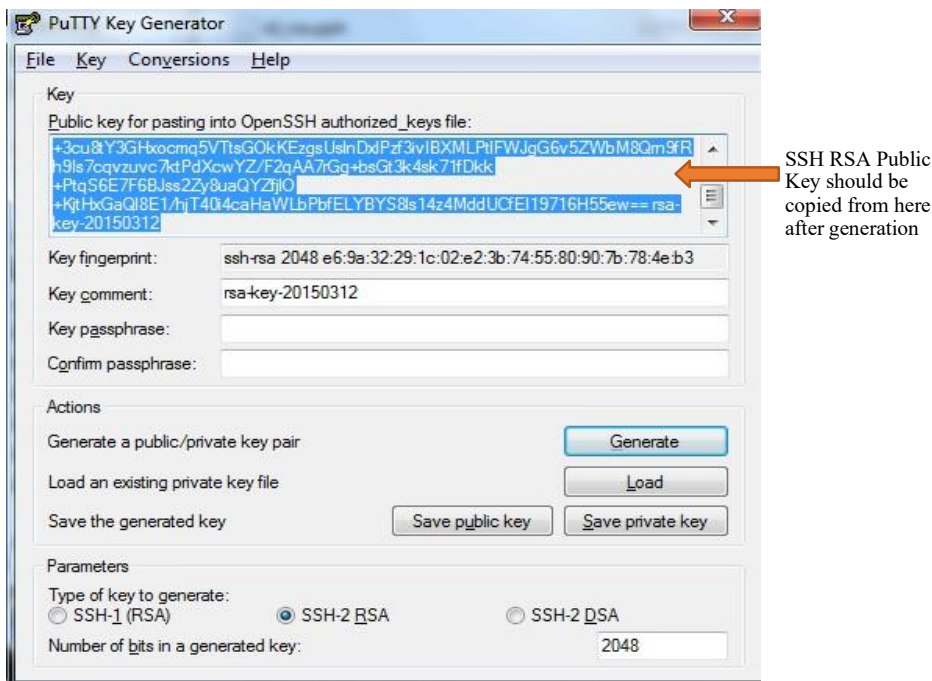 PuTTY Key Generator
File Key Conversions Help
Key
Public key for pasting into OpenSSH authorized_keys file:
+3cu8tY3GHxocmq5VTtsGOkKEzgsUslnDxlPzf3ivIBXMLPtlFWJgG6v5ZWbM8Qm9fR
h9ls7cqvzuvc7ktPdXcwYZ/F2qAA7rGg+bsGt3k4sk71fDkk
+PtqS6E7F6BJss2Zy8uaQYZfjlO
+KjtHxGaQI8E1/hjT40i4caHaWLbPbfELYBYS8ls14z4MddUCfEI19716H55ew== rsa-
key-20150312
SSH RSA Public
Key should be
copied from here
after generation
Key fingerprint: ssh-rsa 2048 e6:9a:32:29:1c:02:e2:3b:74:55:80:90:7b:78:4e:b3
Key comment: rsa-key-20150312
Key passphrase:
Confirm passphrase:
Actions
Generate a public/private key pair Generate
Load an existing private key file Load
Save the generated key Save public key Save private key
Parameters
Type of key to generate:
SSH-1 (RSA) SSH-2 RSA SSH-2 DSA
Number of bits in a generated key: 2048